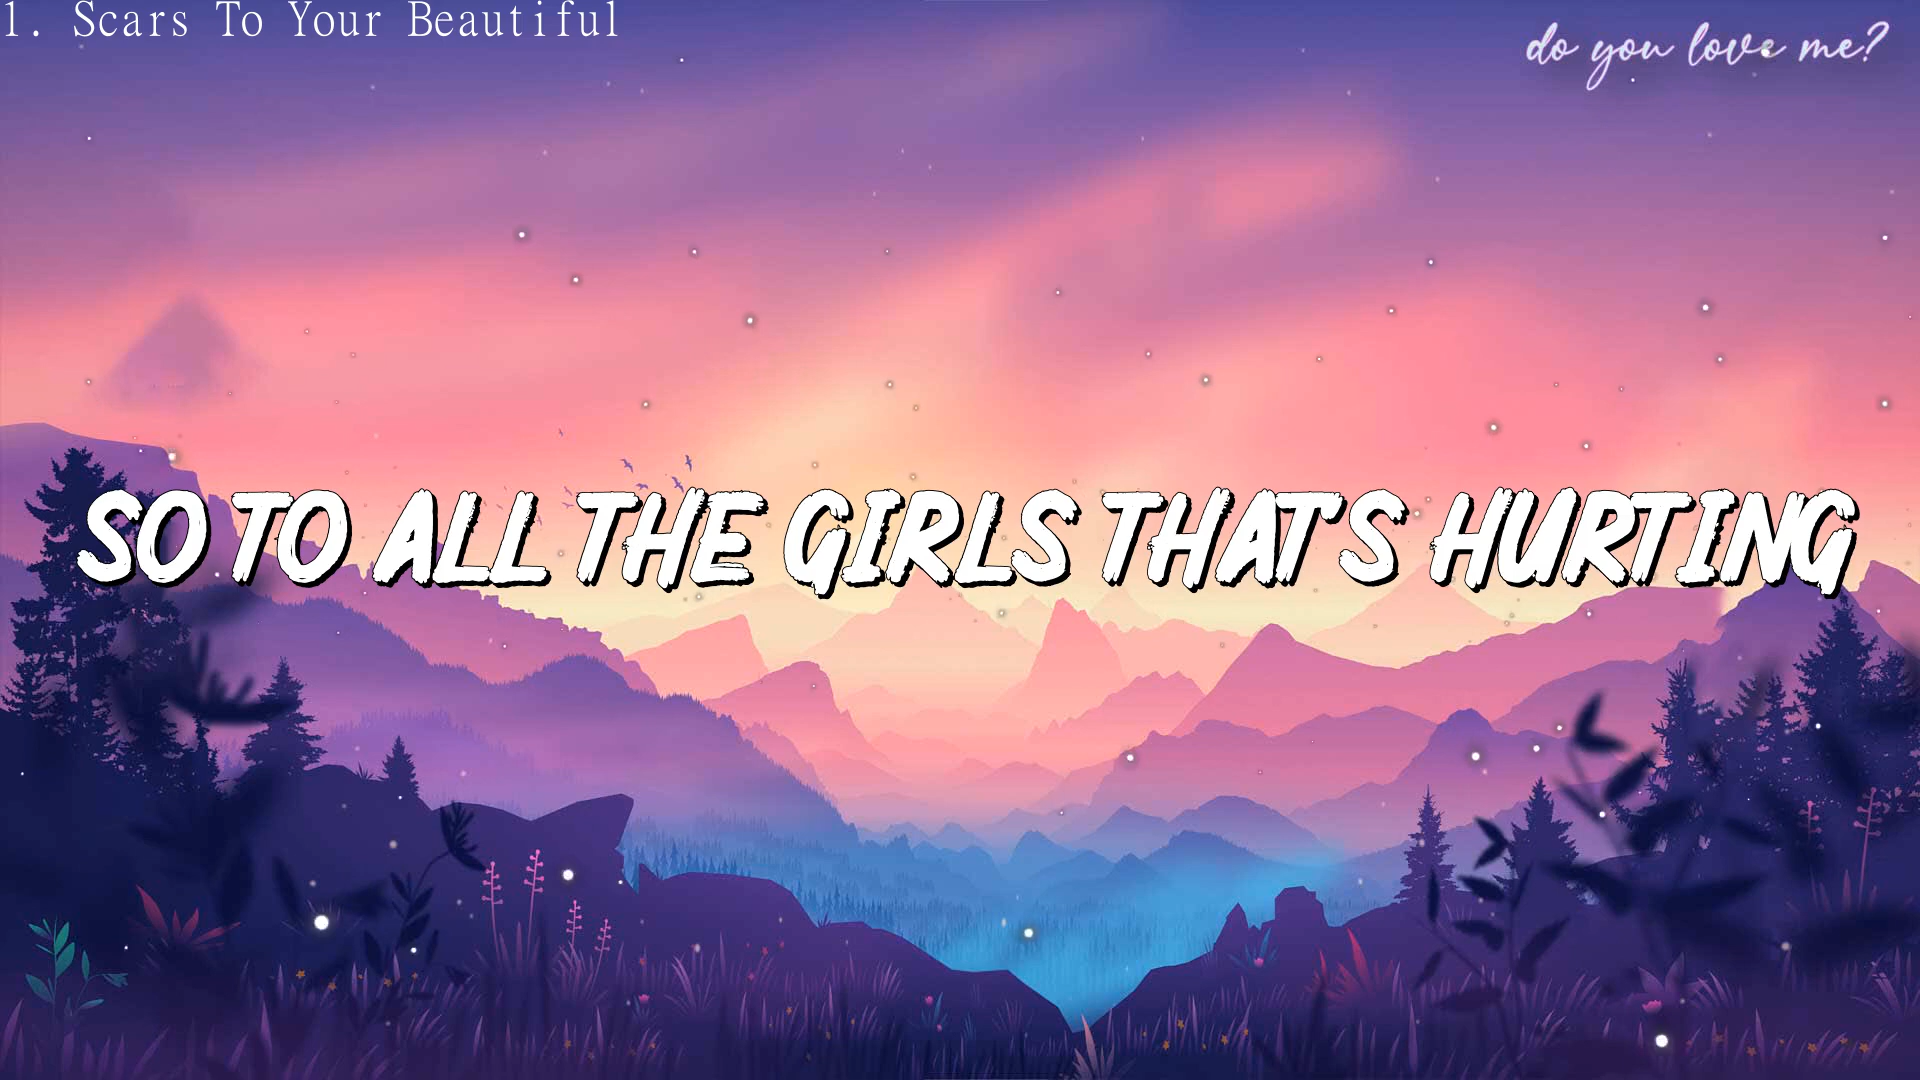 1. Scars To Your Beautiful
do you love me?
SO TO ALL THE GIRLS THAT'S HURTING